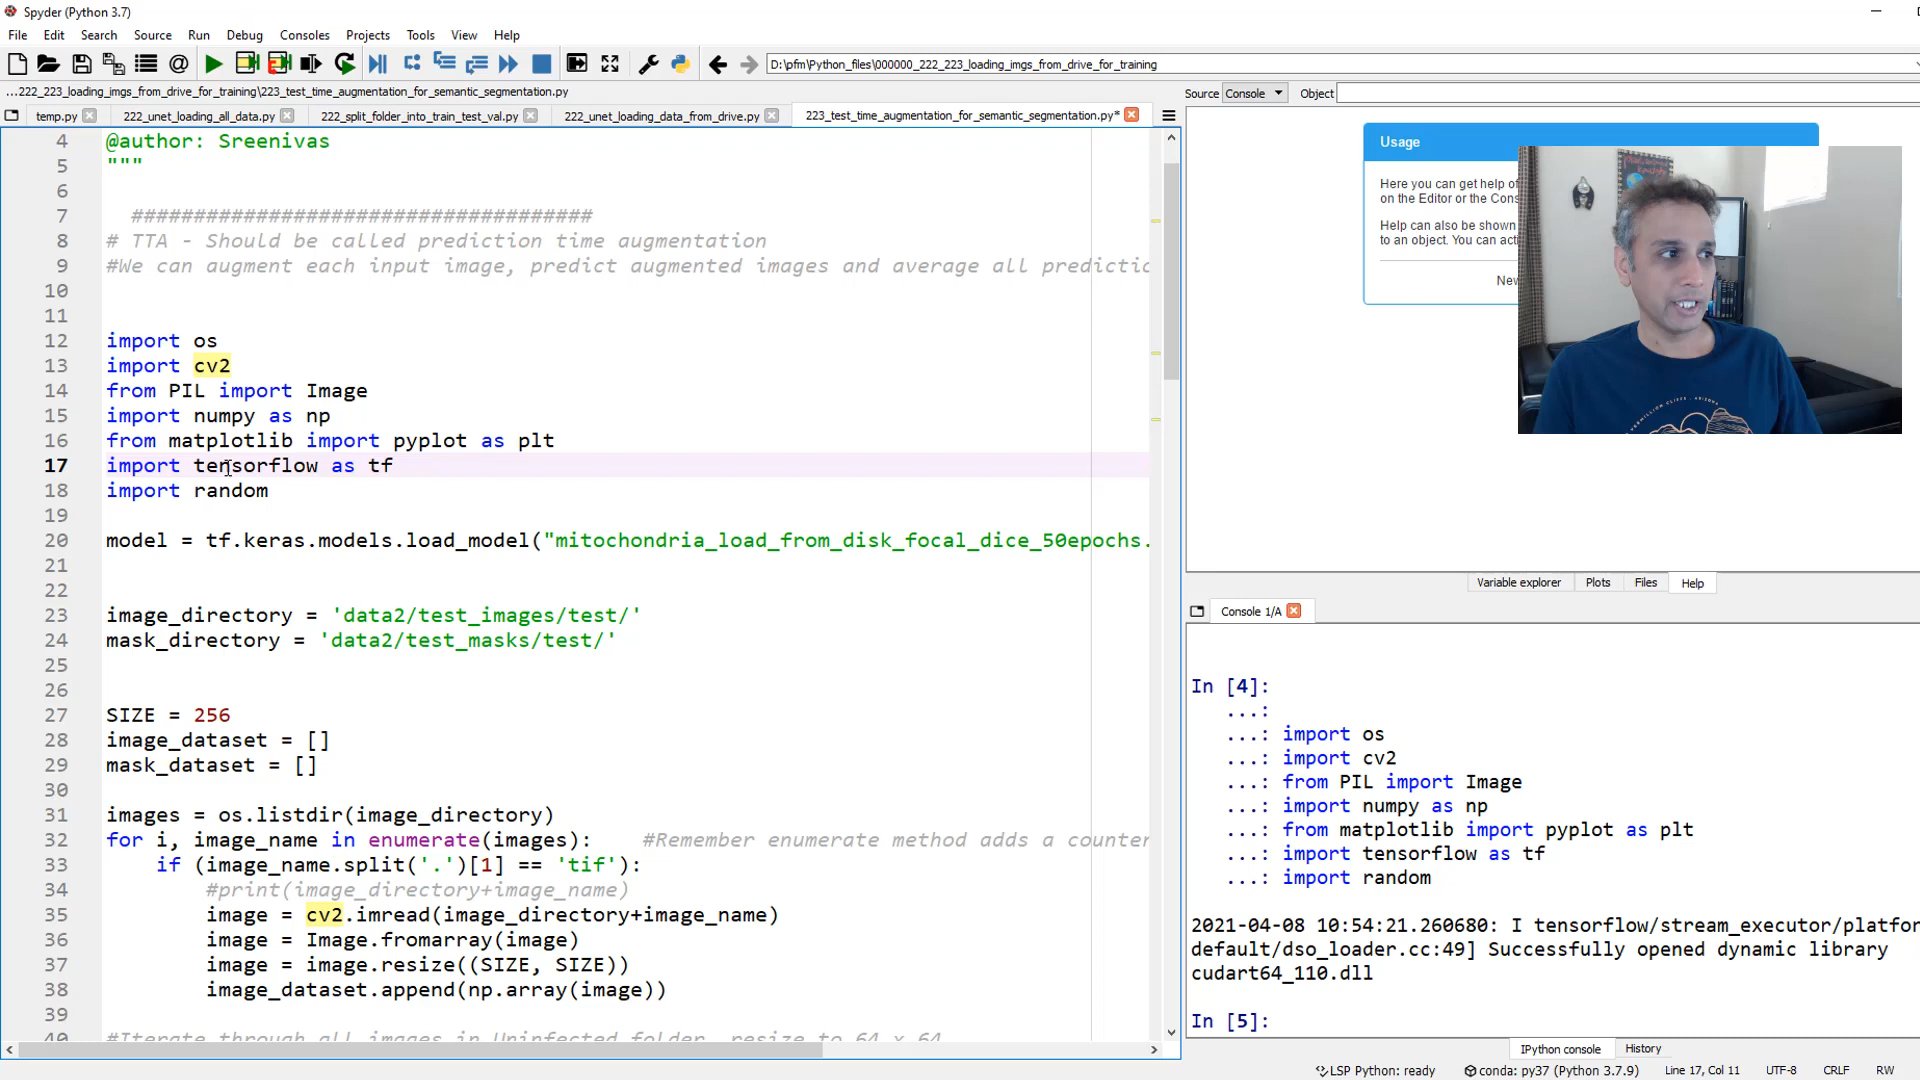 Spyder (Python 3.7)
File Edit Search Source Run Debug Consoles Projects Tools View Help
D:\pfm\Python_files\000000_222_223_loading_imgs_from_drive_for_training
...222_223_loading_imgs_from_drive_for_training\223_test_time_augmentation_for_semantic_segmentation.py
temp.py 222_unet_loading_all_data.py 222_split_folder_into_train_test_val.py 222_unet_loading_data_from_drive.py 223_test_time_augmentation_for_semantic_segmentation.py*
4 @author: Sreenivas
5 """
6
7 #####################################
8 # TTA - Should be called prediction time augmentation
9 #We can augment each input image, predict augmented images and average all predictio
10
11
12 import os
13 import cv2
14 from PIL import Image
15 import numpy as np
16 from matplotlib import pyplot as plt
17 import tensorflow as tf
18 import random
19
20 model = tf.keras.models.load_model("mitochondria_load_from_disk_focal_dice_50epochs.
21
22
23 image_directory = 'data2/test_images/test/'
24 mask_directory = 'data2/test_masks/test/'
25
26
27 SIZE = 256
28 image_dataset = []
29 mask_dataset = []
30
31 images = os.listdir(image_directory)
32 for i, image_name in enumerate(images): #Remember enumerate method adds a counter
33 if (image_name.split('.')[1] == 'tif'):
34 #print(image_directory+image_name)
35 image = cv2.imread(image_directory+image_name)
36 image = Image.fromarray(image)
37 image = image.resize((SIZE, SIZE))
38 image_dataset.append(np.array(image))
39
40 #Iterate through all images in Uninfected folder, resize to 64 x 64
Source Console Object
Usage
Here you can get help of
on the Editor or the Cons
Help can also be shown
to an object. You can acti
New
Variable explorer Plots Files Help
Console 1/A
In [4]:
...:
...: import os
...: import cv2
...: from PIL import Image
...: import numpy as np
...: from matplotlib import pyplot as plt
...: import tensorflow as tf
...: import random
2021-04-08 10:54:21.260680: I tensorflow/stream_executor/platfor
default/dso_loader.cc:49] Successfully opened dynamic library
cudart64_110.dll
In [5]:
IPython console History
LSP Python: ready conda: py37 (Python 3.7.9) Line 17, Col 11 UTF-8 CRLF RW